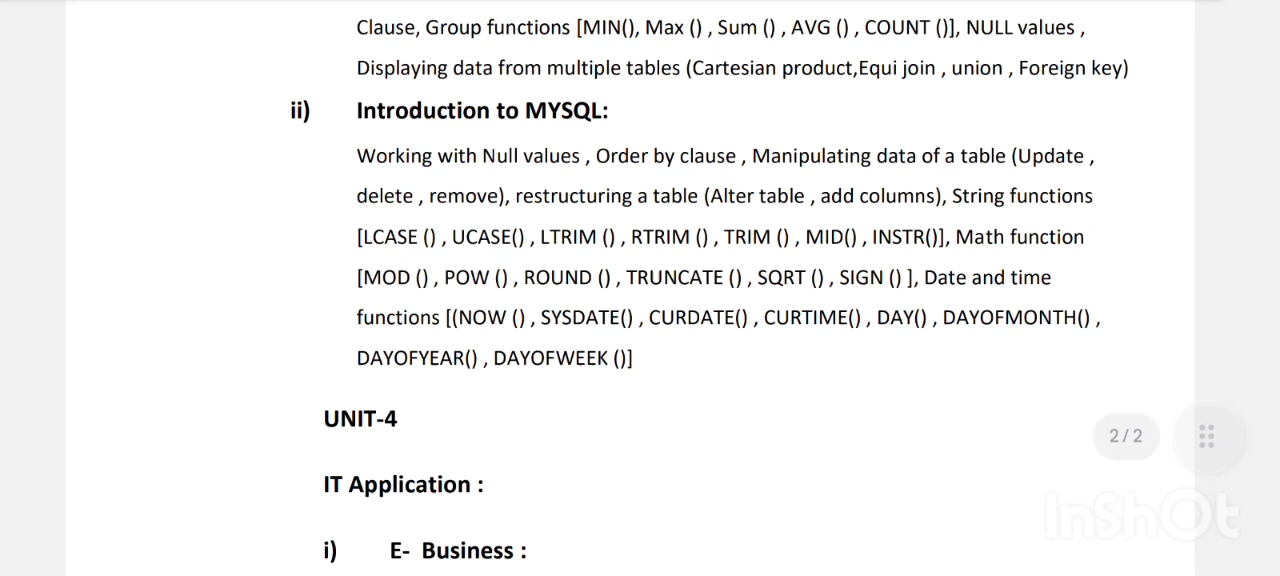 Clause, Group functions [MIN(), Max () , Sum () , AVG () , COUNT ()], NULL values ,
Displaying data from multiple tables (Cartesian product,Equi join , union , Foreign key)
ii) Introduction to MYSQL:
Working with Null values , Order by clause , Manipulating data of a table (Update ,
delete , remove), restructuring a table (Alter table , add columns), String functions
[LCASE () , UCASE() , LTRIM () , RTRIM () , TRIM () , MID() , INSTR()], Math function
[MOD () , POW () , ROUND () , TRUNCATE () , SQRT () , SIGN () ], Date and time
functions [(NOW () , SYSDATE() , CURDATE() , CURTIME() , DAY() , DAYOFMONTH() ,
DAYOFYEAR() , DAYOFWEEK ()]
UNIT-4
2 / 2
IT Application :
InShOt
i) E- Business :